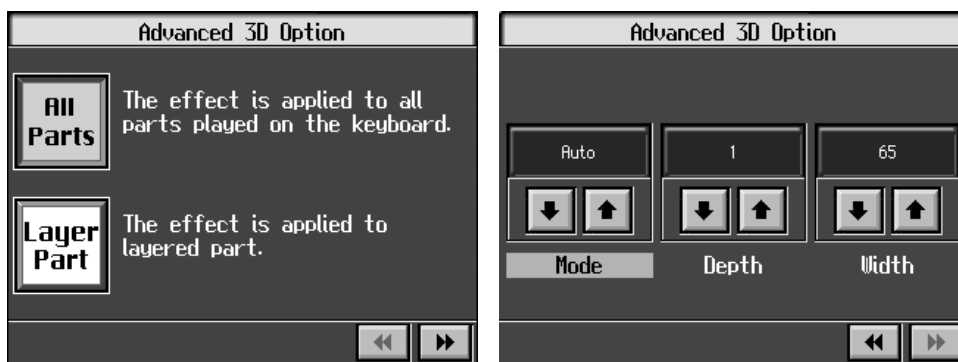 Advanced 3D Option
All
Parts
The effect is applied to all
parts played on the keyboard.
Layer
Part
The effect is applied to
layered part.
Advanced 3D Option
Auto
1
65
Mode
Depth
Width